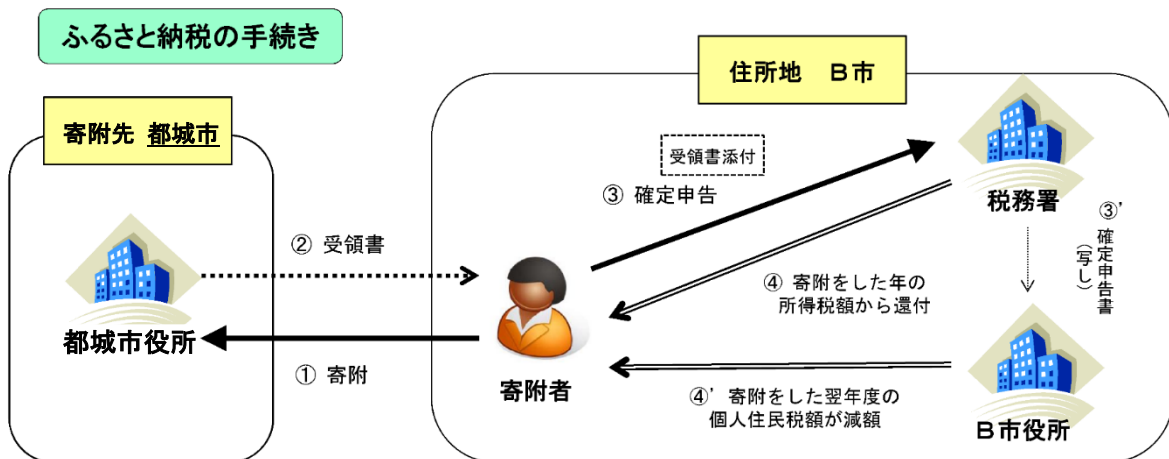 ふるさと納税の手続き
住所地　B市
寄附先 都城市
受領書添付
③ 確定申告
税務署
③’ 確定申告書
(写し)
② 受領書
④ 寄附をした年の
所得税額から還付
都城市役所
① 寄附
寄附者
④’ 寄附をした翌年度の
個人住民税額が減額
B市役所